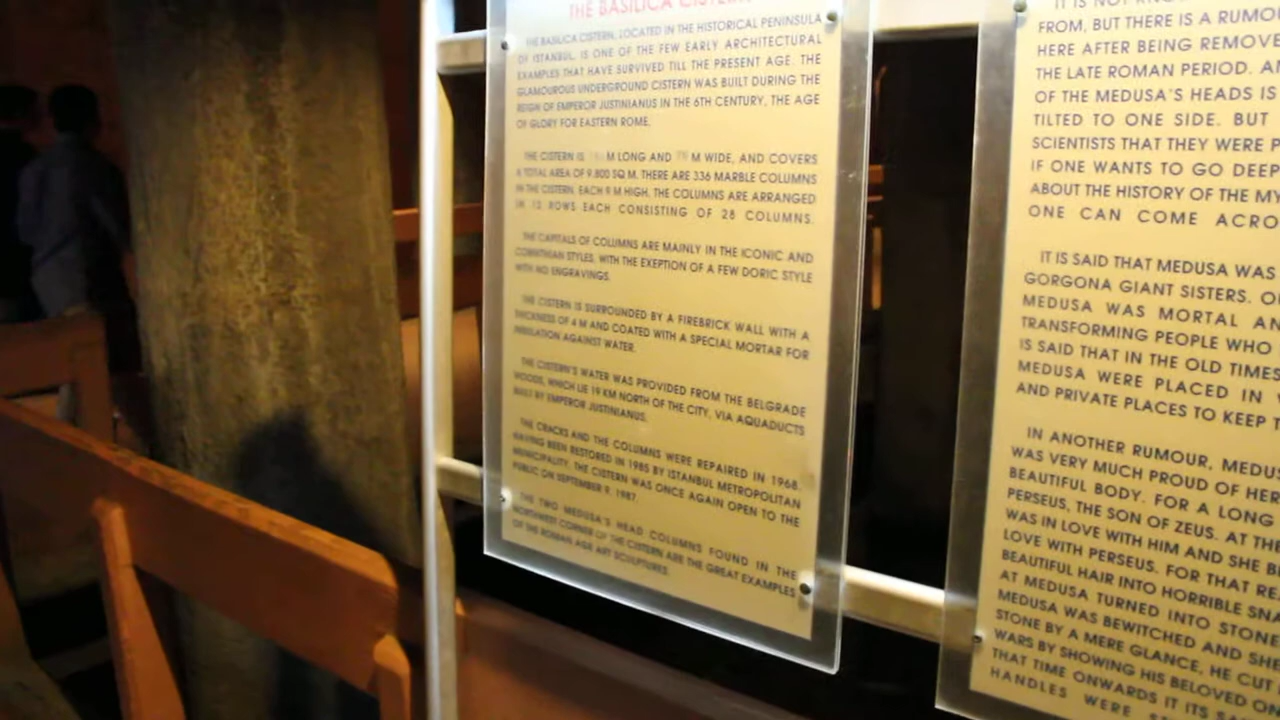 THE BASILICA CISTERN
THE BASILICA CISTERN, LOCATED IN THE HISTORICAL PENINSULA
OF ISTANBUL, IS ONE OF THE FEW EARLY ARCHITECTURAL
EXAMPLES THAT HAVE SURVIVED TILL THE PRESENT AGE. THE
GLAMOUROUS UNDERGROUND CISTERN WAS BUILT DURING THE
REIGN OF EMPEROR JUSTINIANUS IN THE 6TH CENTURY, THE AGE
OF GLORY FOR EASTERN ROME.
THE CISTERN IS M LONG AND M WIDE, AND COVERS
A TOTAL AREA OF 9.800 SQ M. THERE ARE 336 MARBLE COLUMNS
IN THE CISTERN, EACH 9 M HIGH. THE COLUMNS ARE ARRANGED
IN 12 ROWS EACH CONSISTING OF 28 COLUMNS.
THE CAPITALS OF COLUMNS ARE MAINLY IN THE ICONIC AND
CORINTHIAN STYLES, WITH THE EXEPTION OF A FEW DORIC STYLE
WITH NO ENGRAVINGS.
THE CISTERN IS SURROUNDED BY A FIREBRICK WALL WITH A
THICKNESS OF 4 M AND COATED WITH A SPECIAL MORTAR FOR
INSULATION AGAINST WATER.
THE CISTERN'S WATER WAS PROVIDED FROM THE BELGRADE
WOODS, WHICH LIE 19 KM NORTH OF THE CITY, VIA AQUADUCTS
BUILT BY EMPEROR JUSTINIANUS.
THE CRACKS AND THE COLUMNS WERE REPAIRED IN 1968.
HAVING BEEN RESTORED IN 1985 BY ISTANBUL METROPOLITAN
MUNICIPALITY, THE CISTERN WAS ONCE AGAIN OPEN TO THE
PUBLIC ON SEPTEMBER 9, 1987.
THE TWO MEDUSA'S HEAD COLUMNS FOUND IN THE
NORTHWEST CORNER OF THE CISTERN ARE THE GREAT EXAMPLES
OF THE ROMAN AGE ART SCULPTURES.
IT IS NOT
FROM, BUT THERE IS A RUMO
HERE AFTER BEING REMOVE
THE LATE ROMAN PERIOD. A
OF THE MEDUSA'S HEADS IS
TILTED TO ONE SIDE. BUT
SCIENTISTS THAT THEY WERE P
IF ONE WANTS TO GO DEEP
ABOUT THE HISTORY OF THE MY
ONE CAN COME ACRO
IT IS SAID THAT MEDUSA WAS
GORGONA GIANT SISTERS. O
MEDUSA WAS MORTAL AN
TRANSFORMING PEOPLE WHO
IS SAID THAT IN THE OLD TIMES
MEDUSA WERE PLACED IN
AND PRIVATE PLACES TO KEEP T
IN ANOTHER RUMOUR, MEDUS
WAS VERY MUCH PROUD OF HER
BEAUTIFUL BODY. FOR A LONG
PERSEUS, THE SON OF ZEUS. AT THE
WAS IN LOVE WITH HIM AND SHE BE
LOVE WITH PERSEUS. FOR THAT REA
BEAUTIFUL HAIR INTO HORRIBLE SNA
AT MEDUSA TURNED INTO STONE
MEDUSA WAS BEWITCHED AND SHE
STONE BY A MERE GLANCE, HE CUT
WARS BY SHOWING HIS BELOVED ON
THAT TIME ONWARDS IT ITS SA
HANDLES WERE